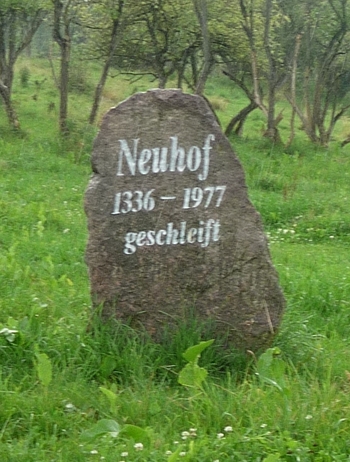 Neuhof
1336 – 1977
geschleift